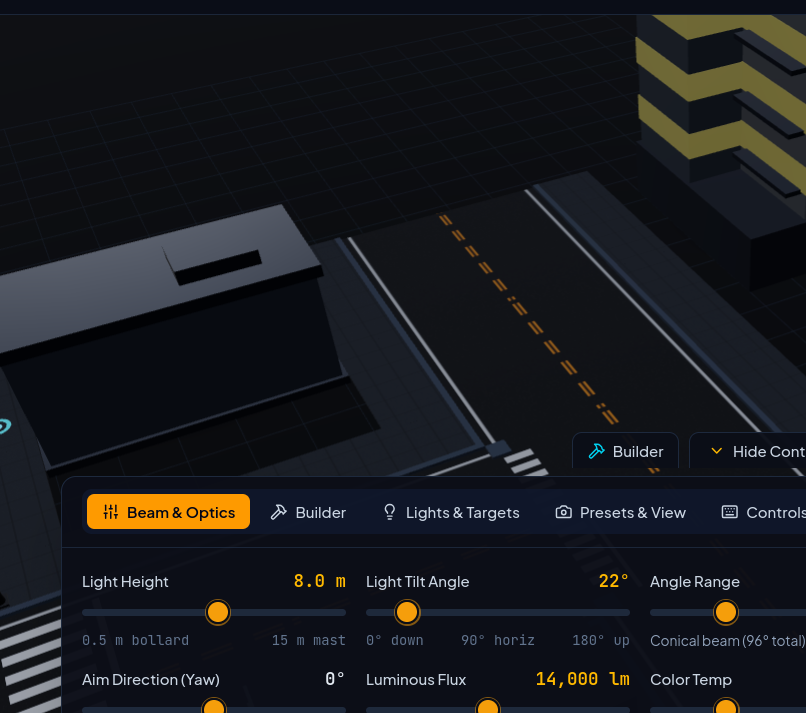 Builder
Hide Cont
Beam & Optics
Builder
Lights & Targets
Presets & View
Controls
Light Height 8.0 m
Light Tilt Angle 22°
Angle Range
0.5 m bollard 15 m mast
0° down 90° horiz 180° up
Conical beam (96° total)
Aim Direction (Yaw) 0°
Luminous Flux 14,000 lm
Color Temp